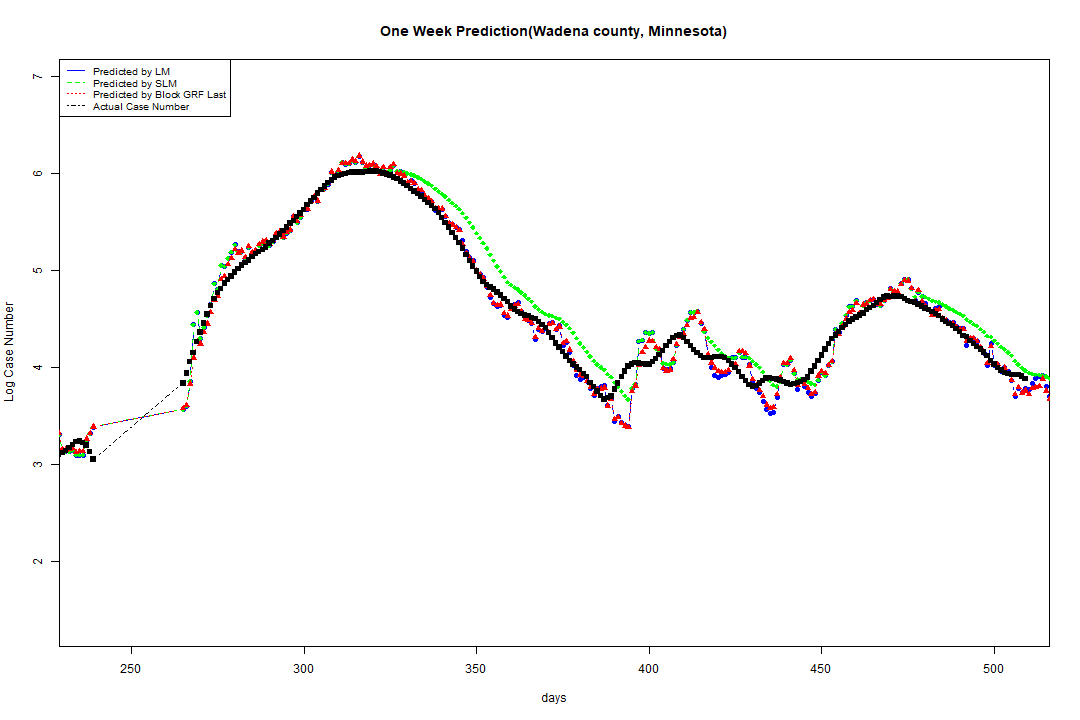 One Week Prediction(Wadena county, Minnesota)
Predicted by LM
Predicted by SLM
Predicted by Block GRF Last
Actual Case Number
7
6
5
4
3
2
Log Case Number
250
300
350
400
450
500
days